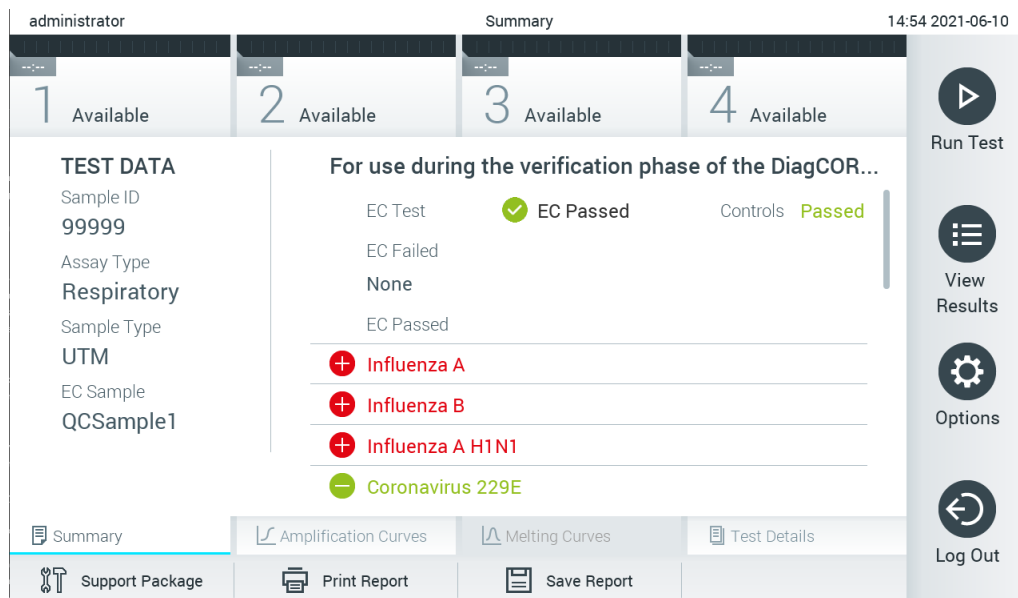 administrator Summary 14:54 2021-06-10
--:-- --:-- --:-- --:--
1 Available 2 Available 3 Available 4 Available
Run Test
TEST DATA
Sample ID
99999
Assay Type
Respiratory
Sample Type
UTM
EC Sample
QCSample1
For use during the verification phase of the DiagCOR...
EC Test EC Passed Controls Passed
EC Failed
None
EC Passed
Influenza A
Influenza B
Influenza A H1N1
Coronavirus 229E
View
Results
Options
Log Out
Summary Amplification Curves Melting Curves Test Details
Support Package Print Report Save Report